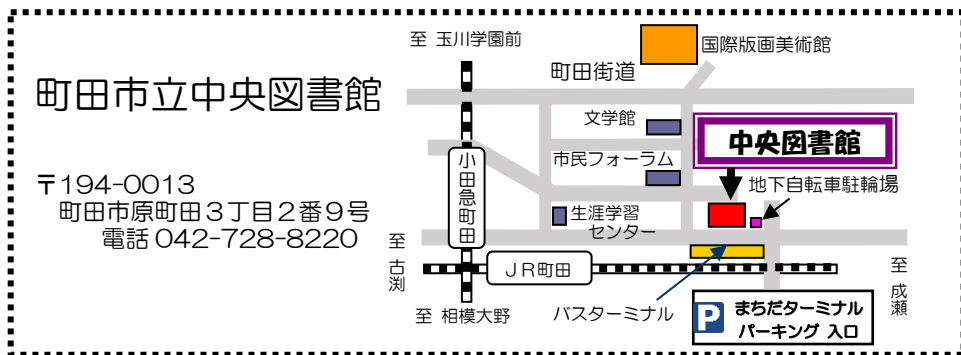 町田市立中央図書館
〒194-0013
町田市原町田3丁目2番9号
電話 042-728-8220
至 玉川学園前
国際版画美術館
町田街道
文学館
中央図書館
市民フォーラム
地下自転車駐輪場
小田急町田
生涯学習
センター
至 古渕
JR町田
至 成瀬
至 相模大野
バスターミナル
P
まちだターミナル
パーキング 入口